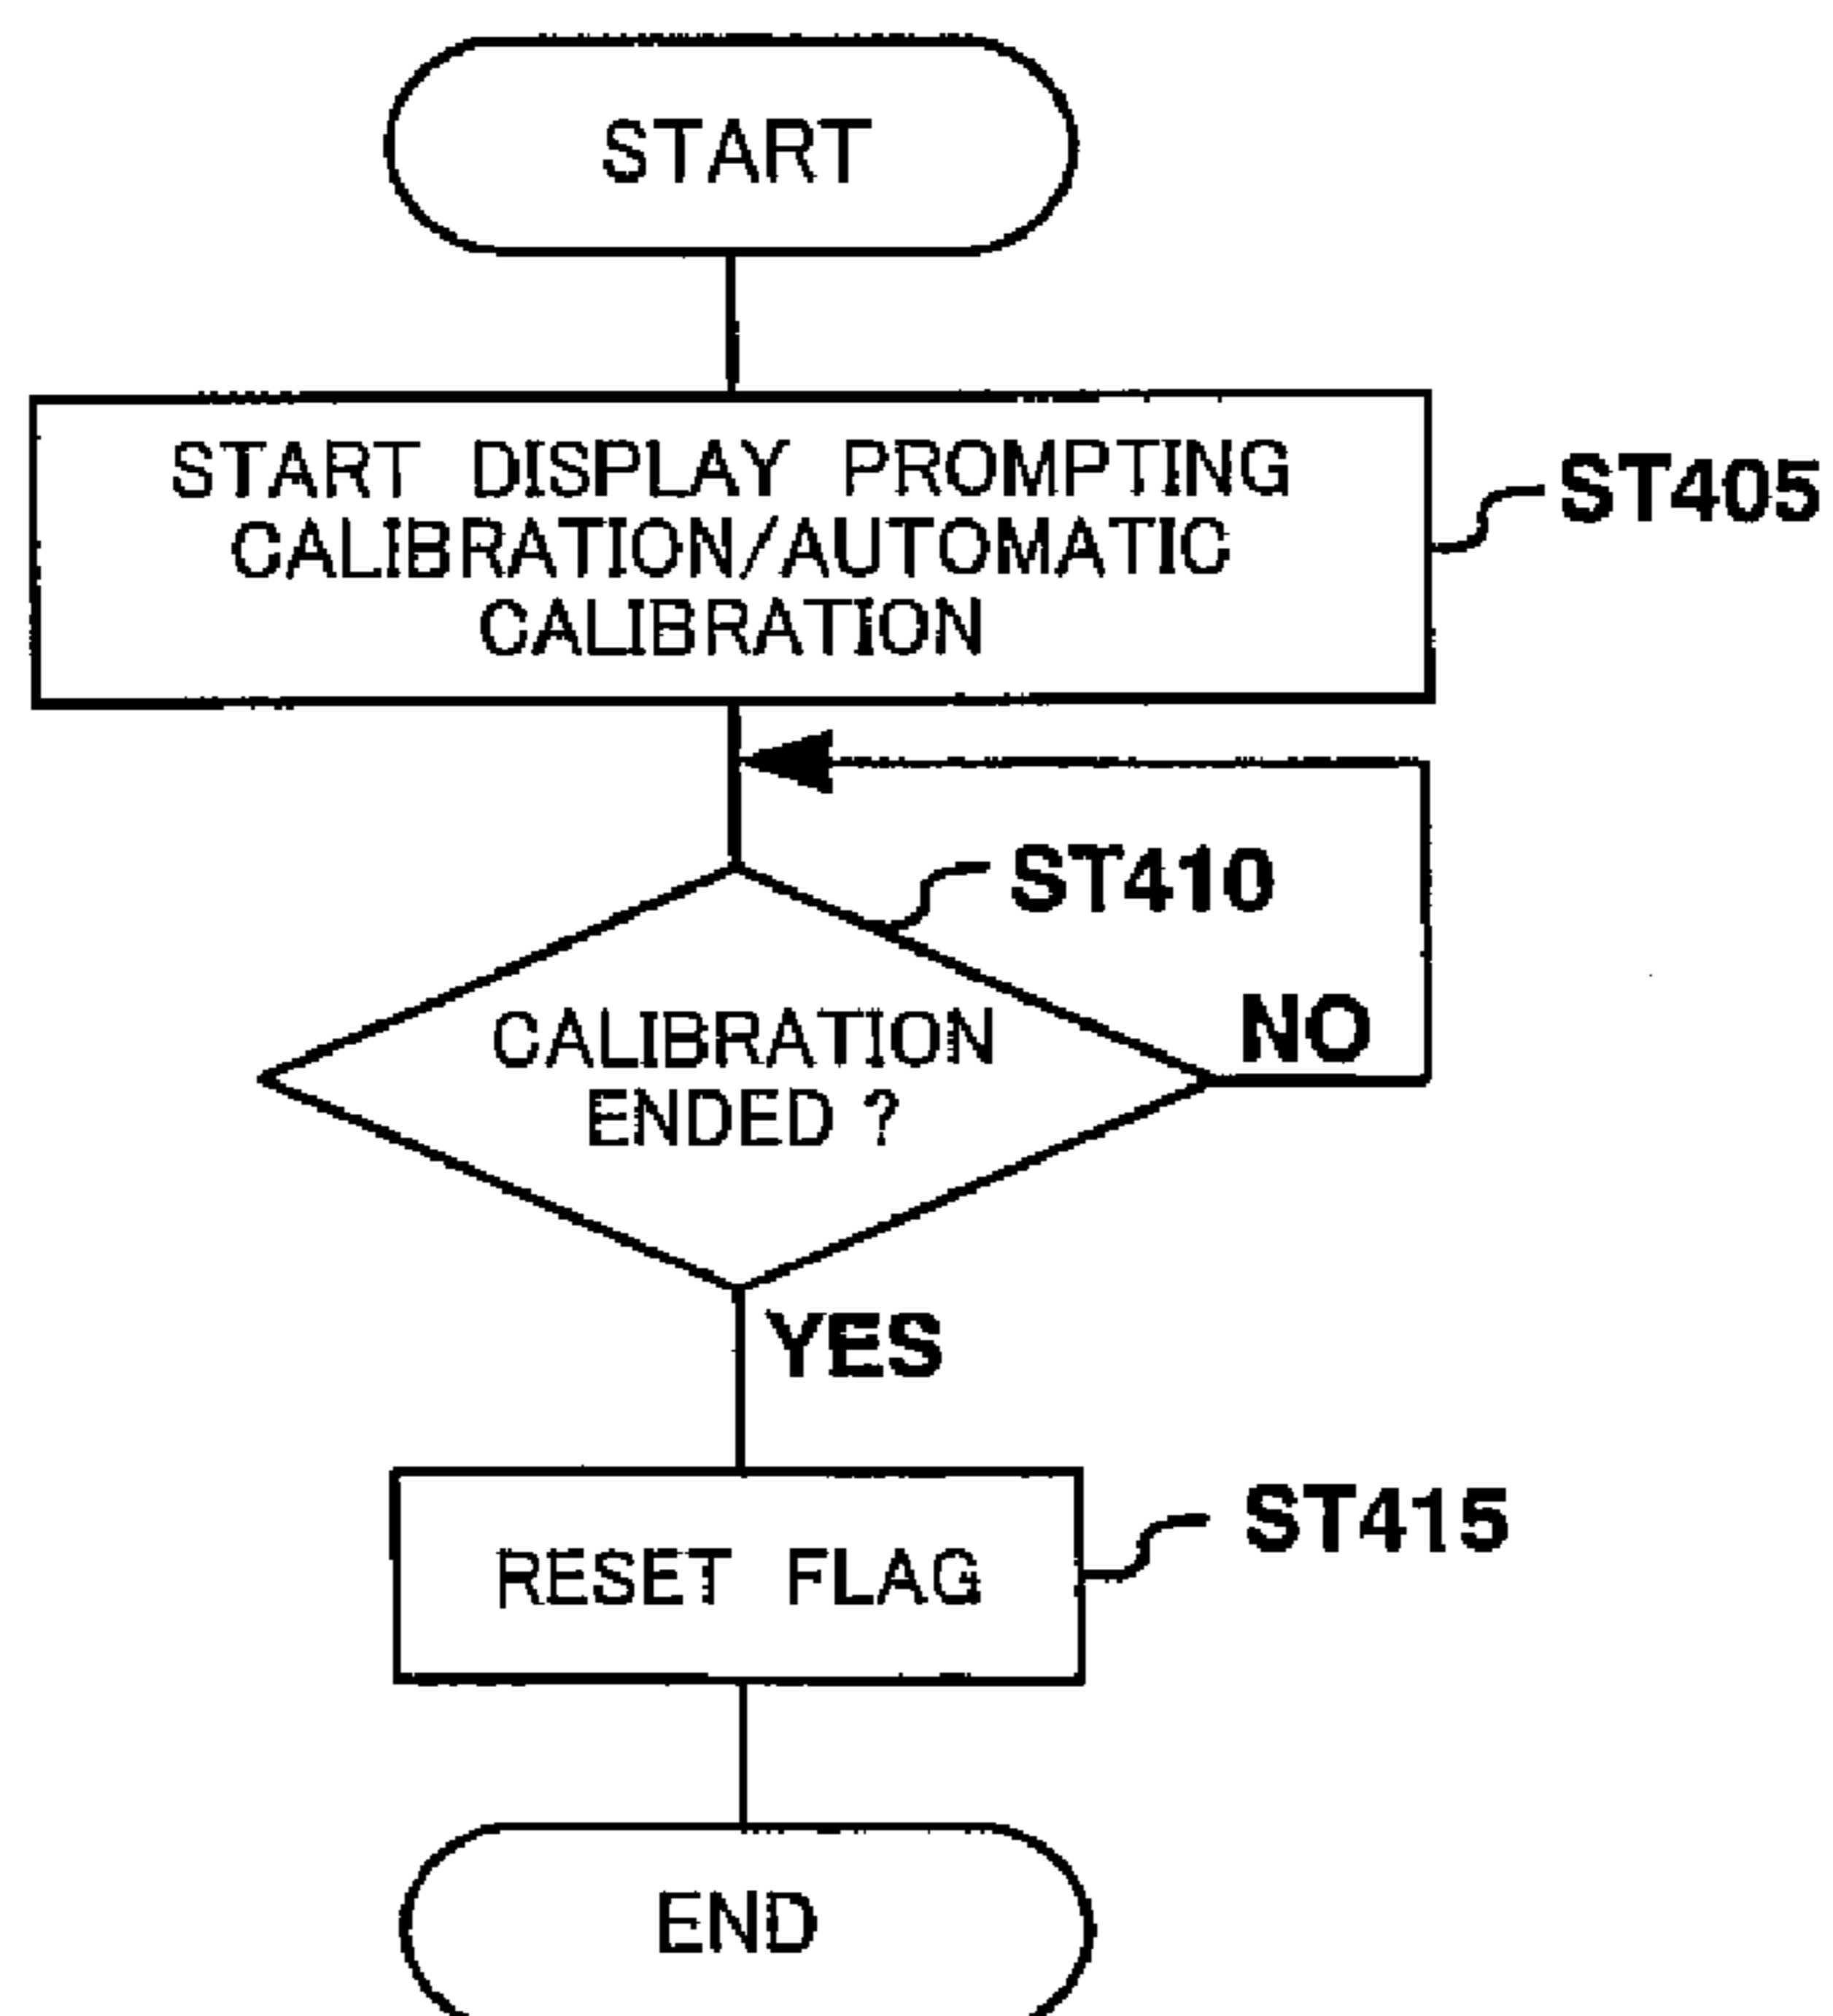 START
START DISPLAY PROMPTING
CALIBRATION/AUTOMATIC
CALIBRATION
ST405
ST410
CALIBRATION
ENDED ?
NO
YES
RESET FLAG
ST415
END